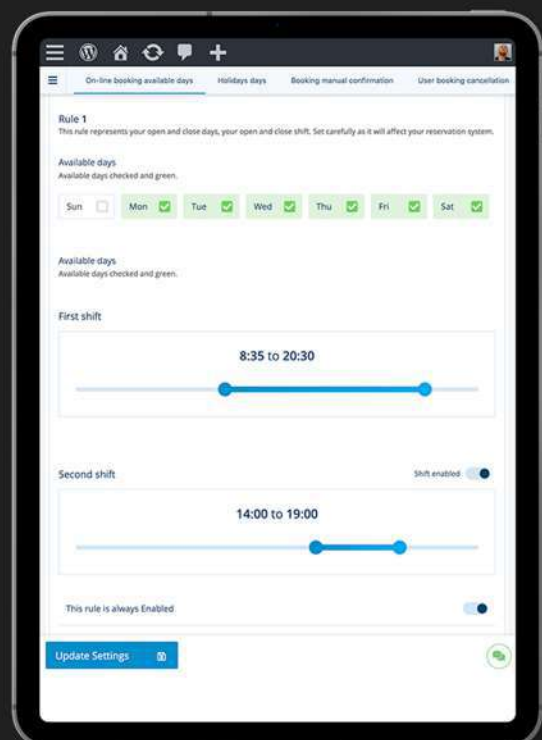 On-line booking available days Holidays days Booking manual confirmation User booking cancellation
Rule 1
This rule represents your open and close days, your open and close shift. Set carefully as it will affect your reservation system.
Available days
Available days checked and green.
Sun Mon Tue Wed Thu Fri Sat
Available days
Available days checked and green.
First shift
8:35 to 20:30
Second shift Shift enabled
14:00 to 19:00
This rule is always Enabled
Update Settings